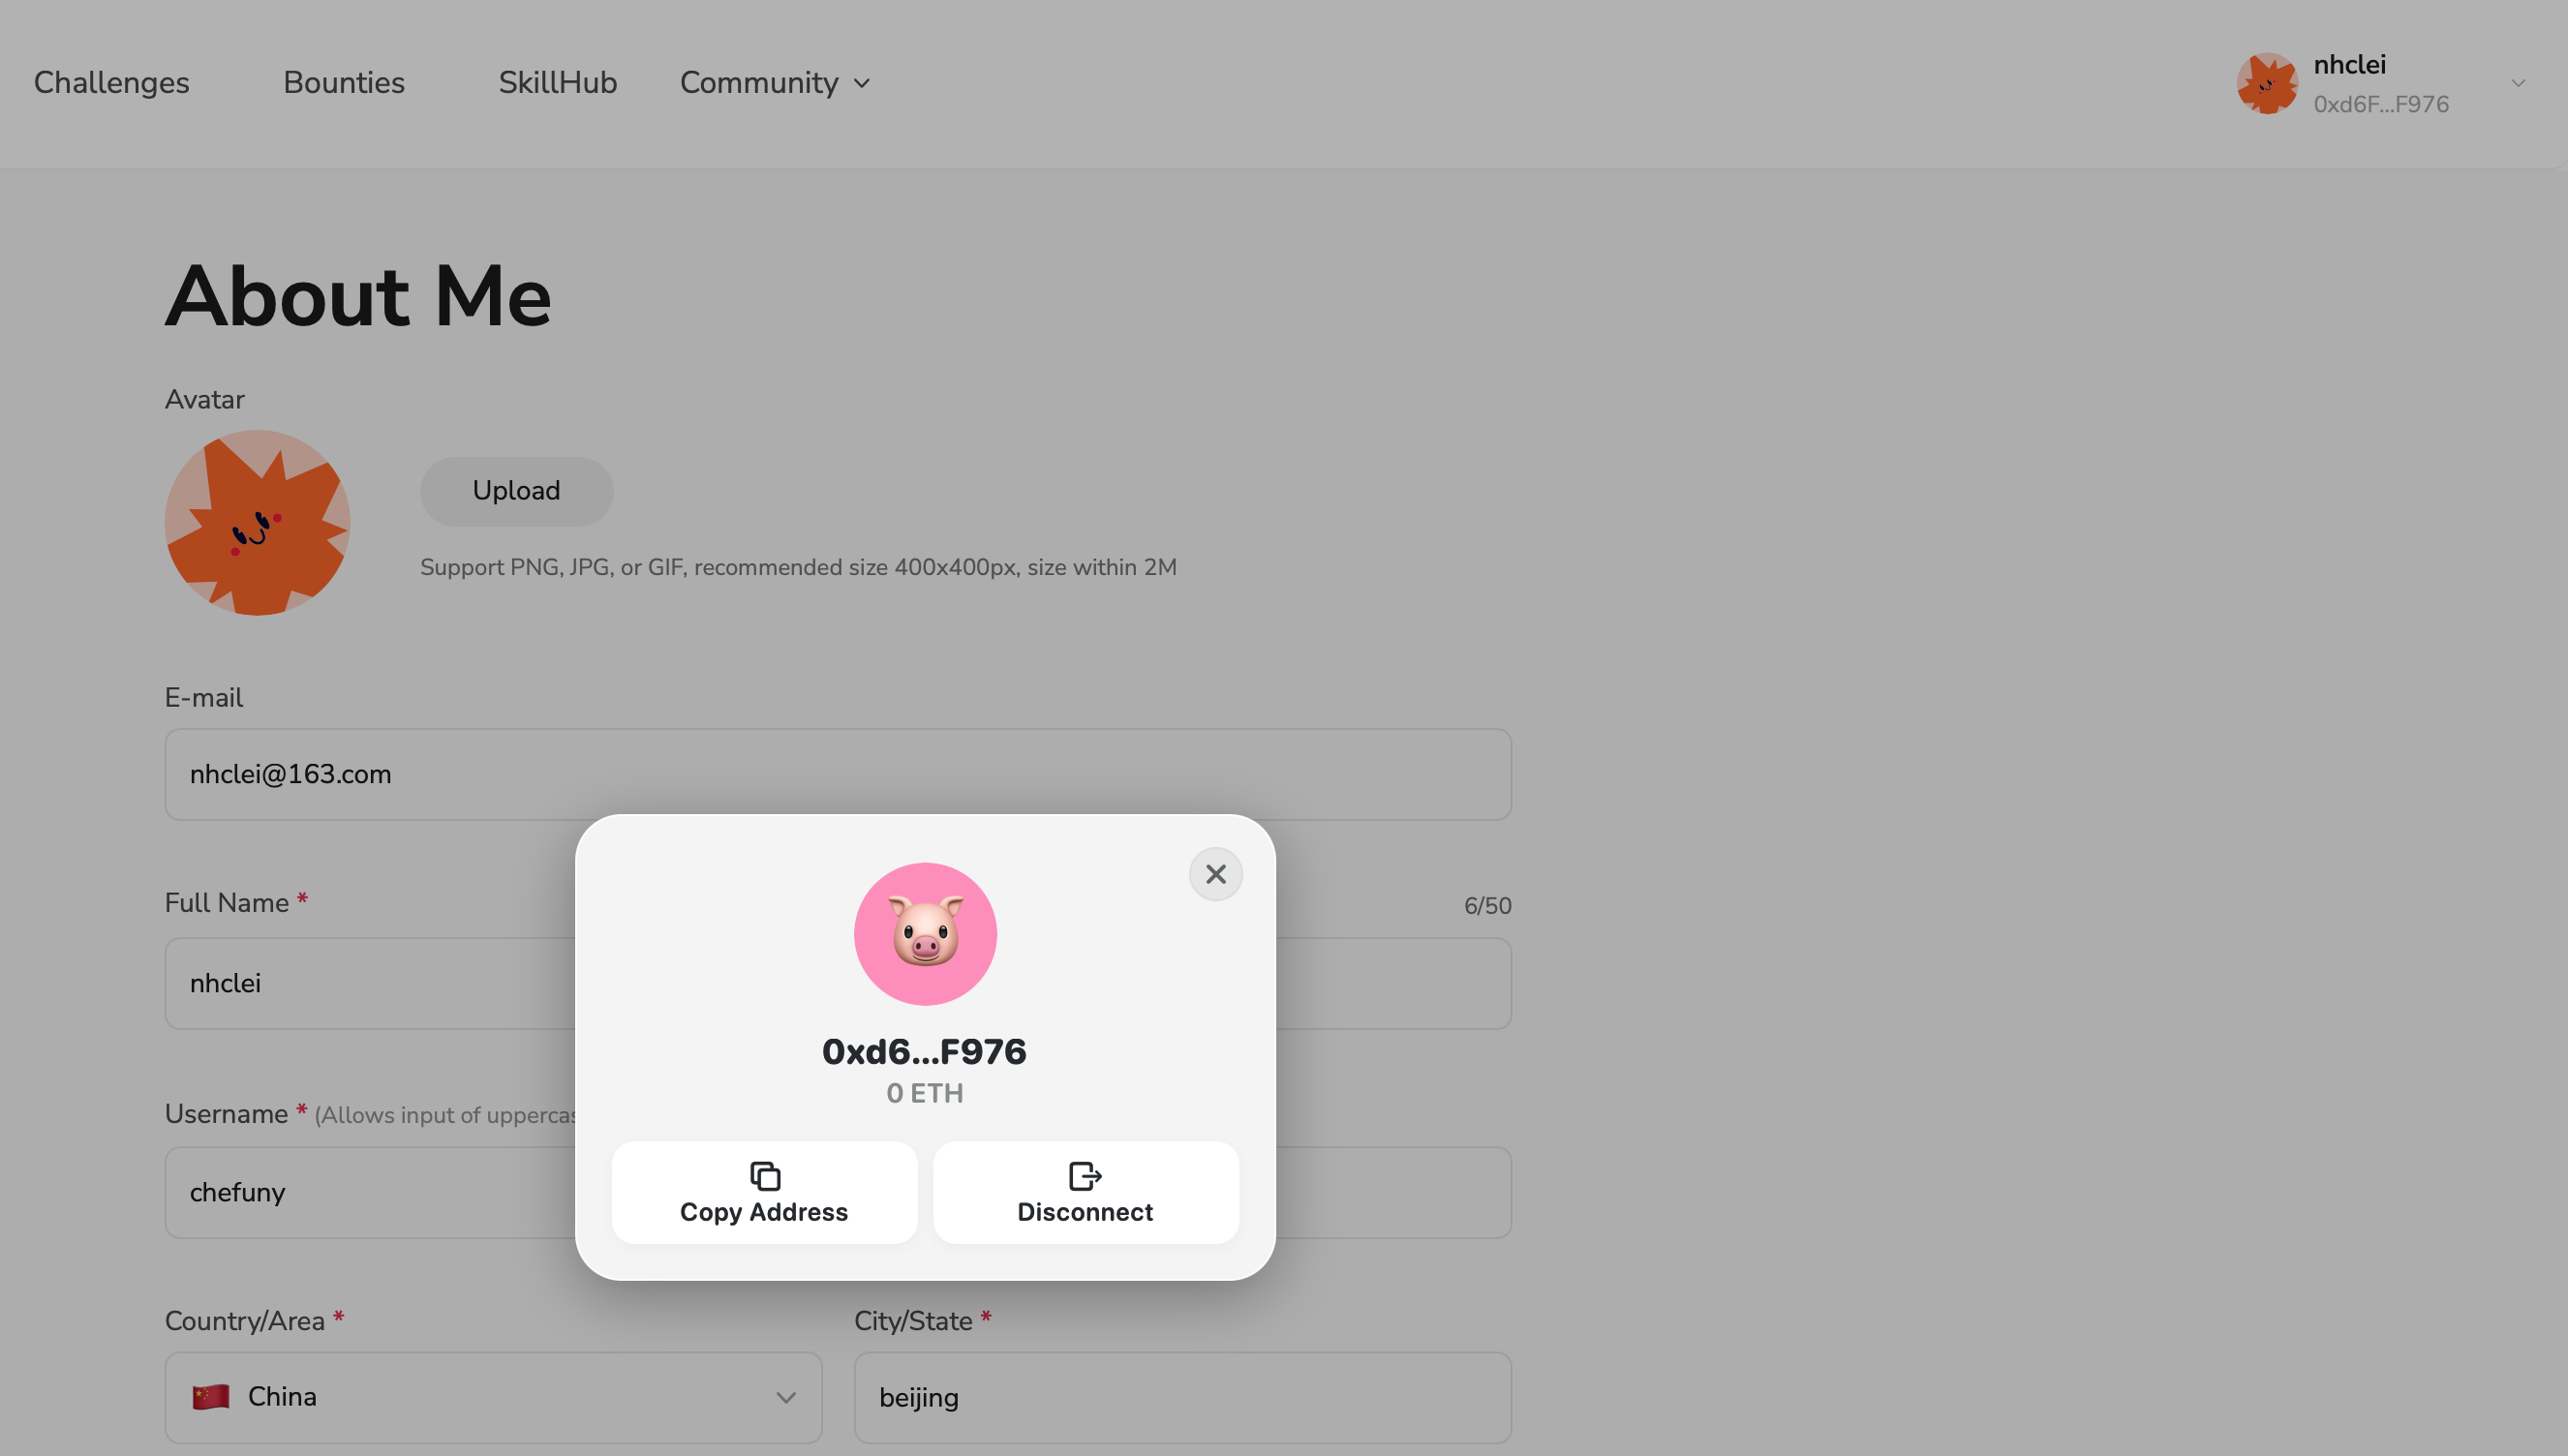 Challenges Bounties SkillHub Community
nhclei
0xd6F...F976
About Me
Avatar
Upload
Support PNG, JPG, or GIF, recommended size 400x400px, size within 2M
E-mail
nhclei@163.com
Full Name *
6/50
nhclei
Username * (Allows input of uppercas
chefuny
0xd6...F976
0 ETH
Copy Address
Disconnect
Country/Area *
City/State *
China
beijing